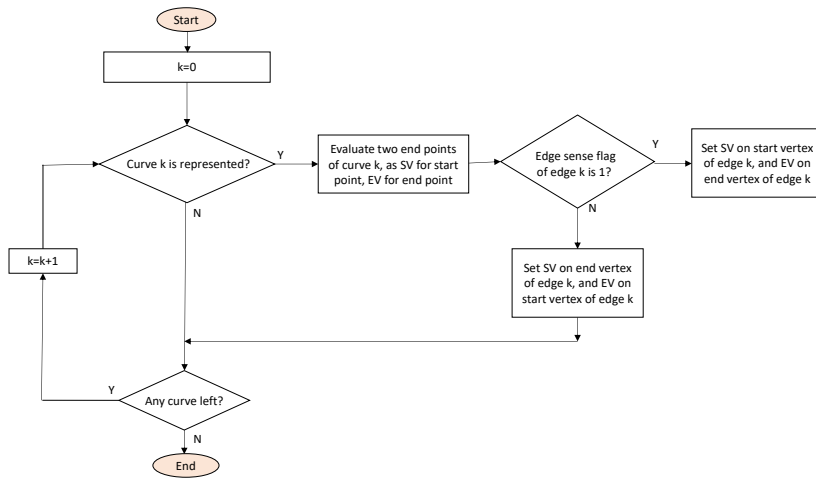 Start
k=0
Curve k is represented?
Y
Evaluate two end points
of curve k, as SV for start
point, EV for end point
Edge sense flag
of edge k is 1?
Y
Set SV on start vertex
of edge k, and EV on
end vertex of edge k
N
N
k=k+1
Set SV on end vertex
of edge k, and EV on
start vertex of edge k
Y
Any curve left?
N
End